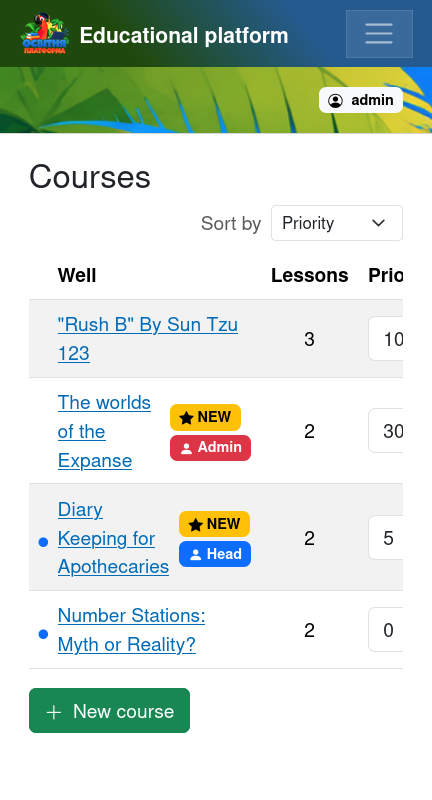 ОСВІТНЯ
ПЛАТФОРМА
Educational platform
admin
Courses
Sort by Priority
Well Lessons Prio
"Rush B" By Sun Tzu
123
3 10
The worlds
of the
Expanse
NEW
Admin
2 30
Diary
Keeping for
Apothecaries
NEW
Head
2 5
Number Stations:
Myth or Reality?
2 0
New course